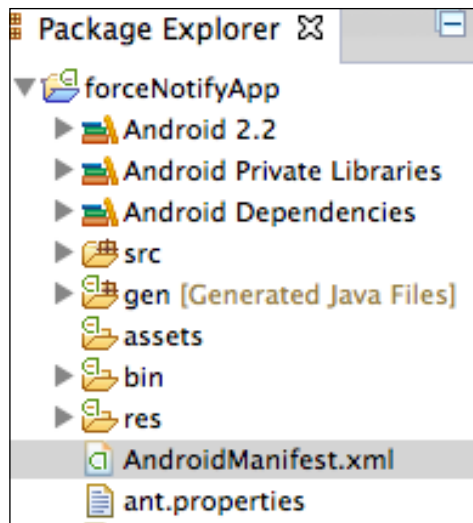 Package Explorer
forceNotifyApp
Android 2.2
Android Private Libraries
Android Dependencies
src
gen [Generated Java Files]
assets
bin
res
AndroidManifest.xml
ant.properties